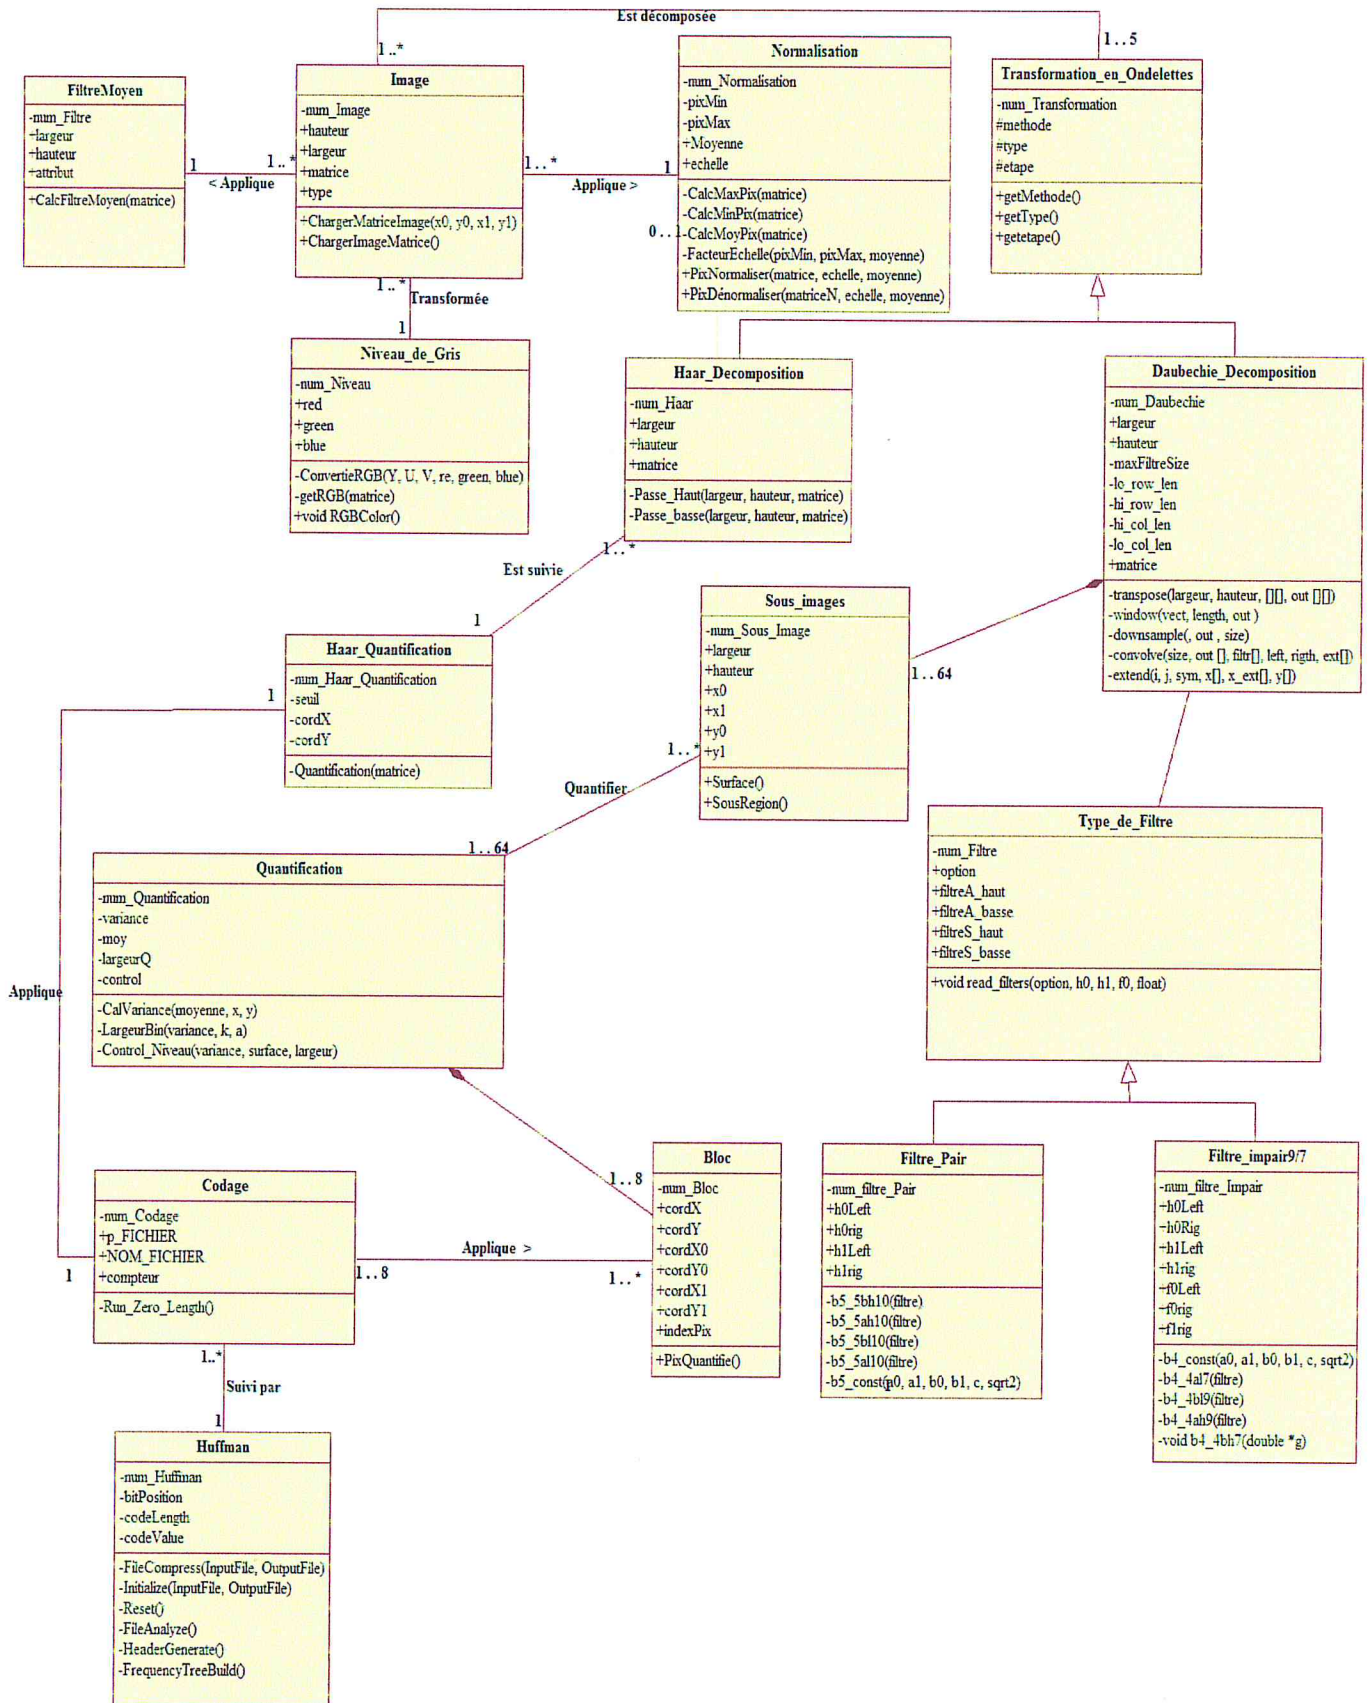 Est décomposée
1..*
1..5
FiltreMoyen
-num_Filtre
+largeur
+hauteur
+attribut
+CalcFiltreMoyen(matrice)
1
1..*
< Applique
Image
-num_Image
+hauteur
+largeur
+matrice
+type
+ChargerMatriceImage(x0, y0, x1, y1)
+ChargerImageMatrice()
1..*
1
Applique >
Normalisation
-num_Normalisation
-pixMin
-pixMax
+Moyenne
+echelle
-CalcMaxPix(matrice)
-CalcMinPix(matrice)
-CalcMoyPix(matrice)
-FacteurEchelle(pixMin, pixMax, moyenne)
+PixNormaliser(matrice, echelle, moyenne)
+PixDénormaliser(matriceN, echelle, moyenne)
0..1
Transformation_en_Ondelettes
-num_Transformation
#methode
#type
#etape
+getMethode()
+getType()
+getetape()
1..*
Transformée
1
Niveau_de_Gris
-num_Niveau
+red
+green
+blue
-ConvertieRGB(Y, U, V, re, green, blue)
-getRGB(matrice)
+void RGBColor()
Haar_Decomposition
-num_Haar
+largeur
+hauteur
+matrice
-Passe_Haut(largeur, hauteur, matrice)
-Passe_basse(largeur, hauteur, matrice)
Daubechie_Decomposition
-num_Daubechie
+largeur
+hauteur
-maxFiltreSize
-lo_row_len
-hi_row_len
-hi_col_len
-lo_col_len
+matrice
-transpose(largeur, hauteur, [][], out [][])
-window(vect, length, out )
-downsample(, out , size)
-convolve(size, out [], filtr[], left, rigth, ext[])
-extend(i, j, sym, x[], x_ext[], y[])
1..*
Est suivie
1
Haar_Quantification
-num_Haar_Quantification
-seuil
-cordX
-cordY
-Quantification(matrice)
1
Sous_images
-num_Sous_Image
+largeur
+hauteur
+x0
+x1
+y0
+y1
+Surface()
+SousRegion()
1..64
1..*
Quantifier
1..64
Quantification
-num_Quantification
-variance
-moy
-largeurQ
-control
-CalVariance(moyenne, x, y)
-LargeurBin(variance, k, a)
-Control_Niveau(variance, surface, largeur)
Type_de_Filtre
-num_Filtre
+option
+filtreA_haut
+filtreA_basse
+filtreS_haut
+filtreS_basse
+void read_filters(option, h0, h1, f0, float)
Applique
1
Codage
-num_Codage
+p_FICHIER
+NOM_FICHIER
+compteur
-Run_Zero_Length()
1..8
Applique >
1..*
1..8
Bloc
-num_Bloc
+cordX
+cordY
+cordX0
+cordY0
+cordX1
+cordY1
+indexPix
+PixQuantifie()
Filtre_Pair
-num_filtre_Pair
+h0Left
+h0rig
+h1Left
+h1rig
-b5_5bh10(filtre)
-b5_5ah10(filtre)
-b5_5bl10(filtre)
-b5_5al10(filtre)
-b5_const(a0, a1, b0, b1, c, sqrt2)
Filtre_impair9/7
-num_filtre_Impair
+h0Left
+h0Rig
+h1Left
+h1rig
+f0Left
+f0rig
+f1rig
-b4_const(a0, a1, b0, b1, c, sqrt2)
-b4_4al7(filtre)
-b4_4bl9(filtre)
-b4_4ah9(filtre)
-void b4_4bh7(double *g)
1..*
Suivi par
1
Huffman
-num_Huffman
-bitPosition
-codeLength
-codeValue
-FileCompress(InputFile, OutputFile)
-Initialize(InputFile, OutputFile)
-Reset()
-FileAnalyze()
-HeaderGenerate()
-FrequencyTreeBuild()